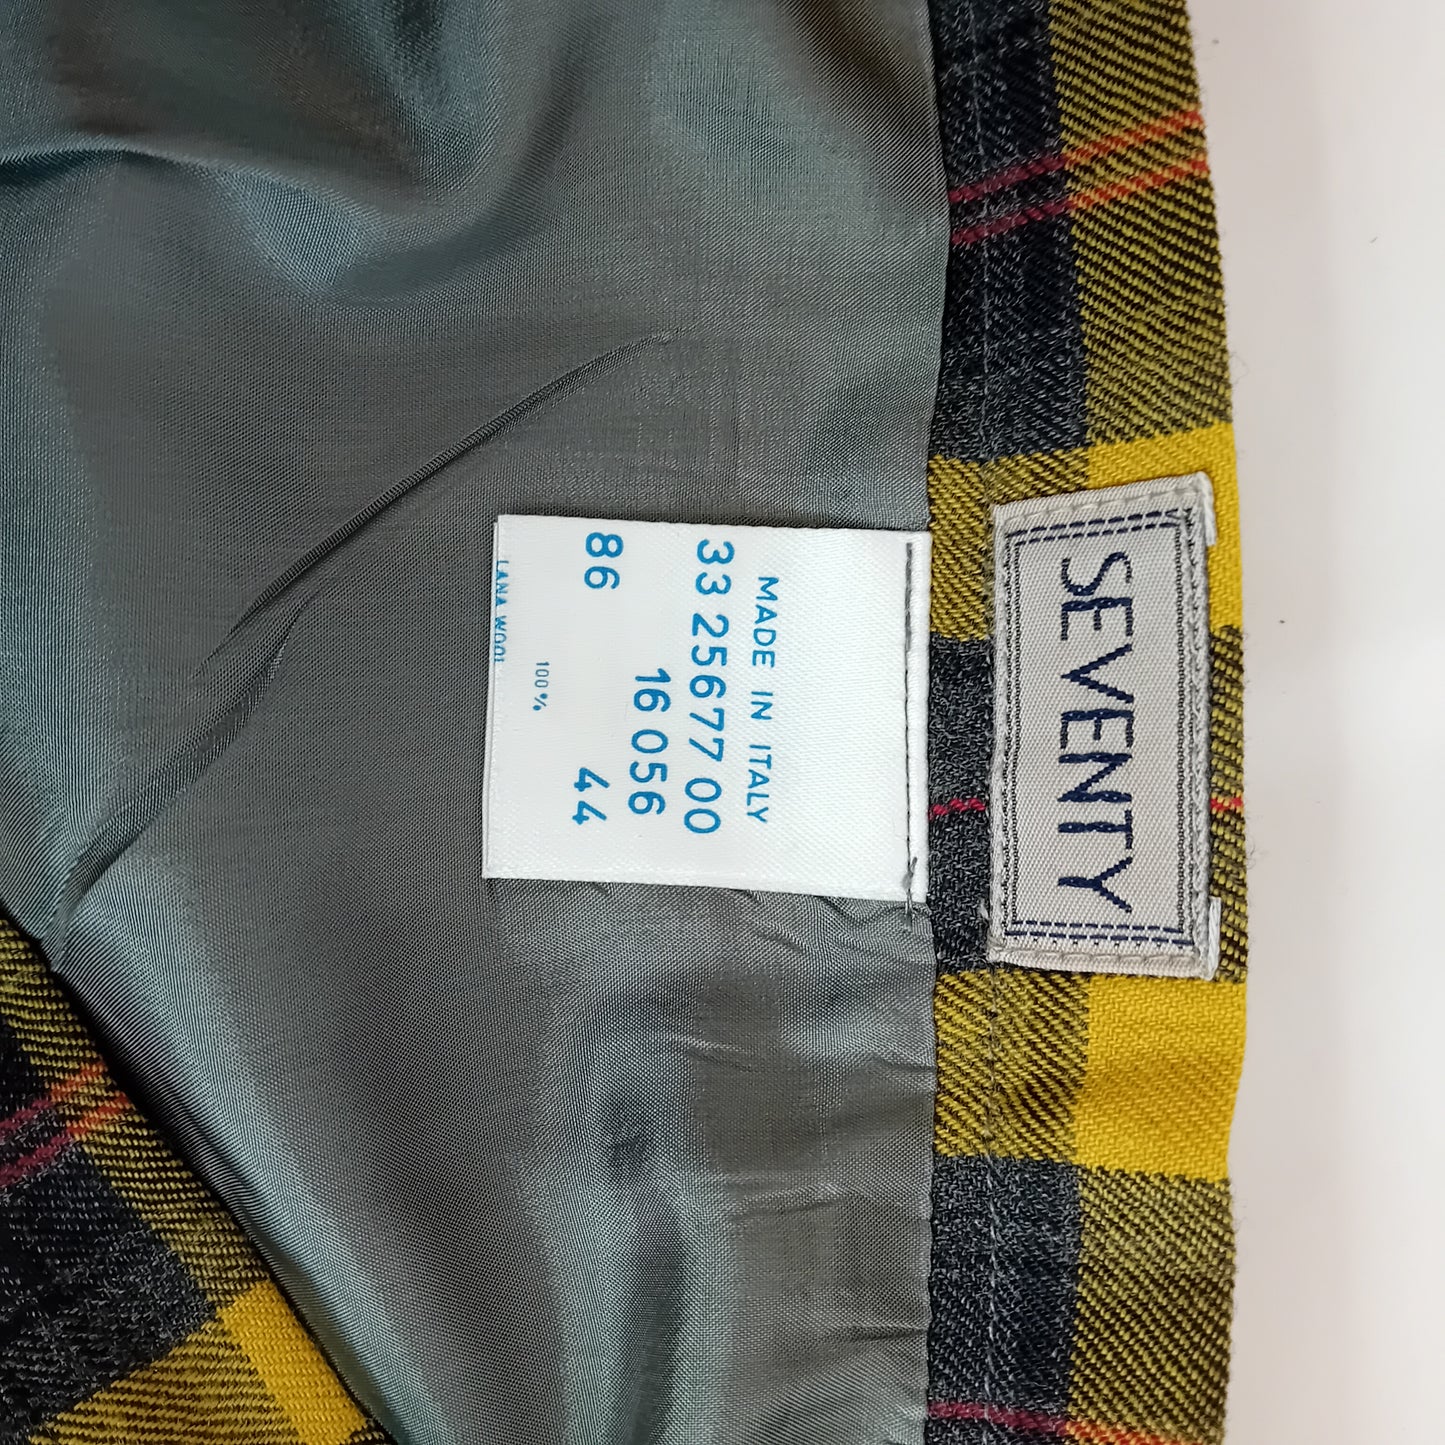 SEVENTY
MADE IN ITALY
33 25677 00
16 056
86 44
100 %
LANA WOOL